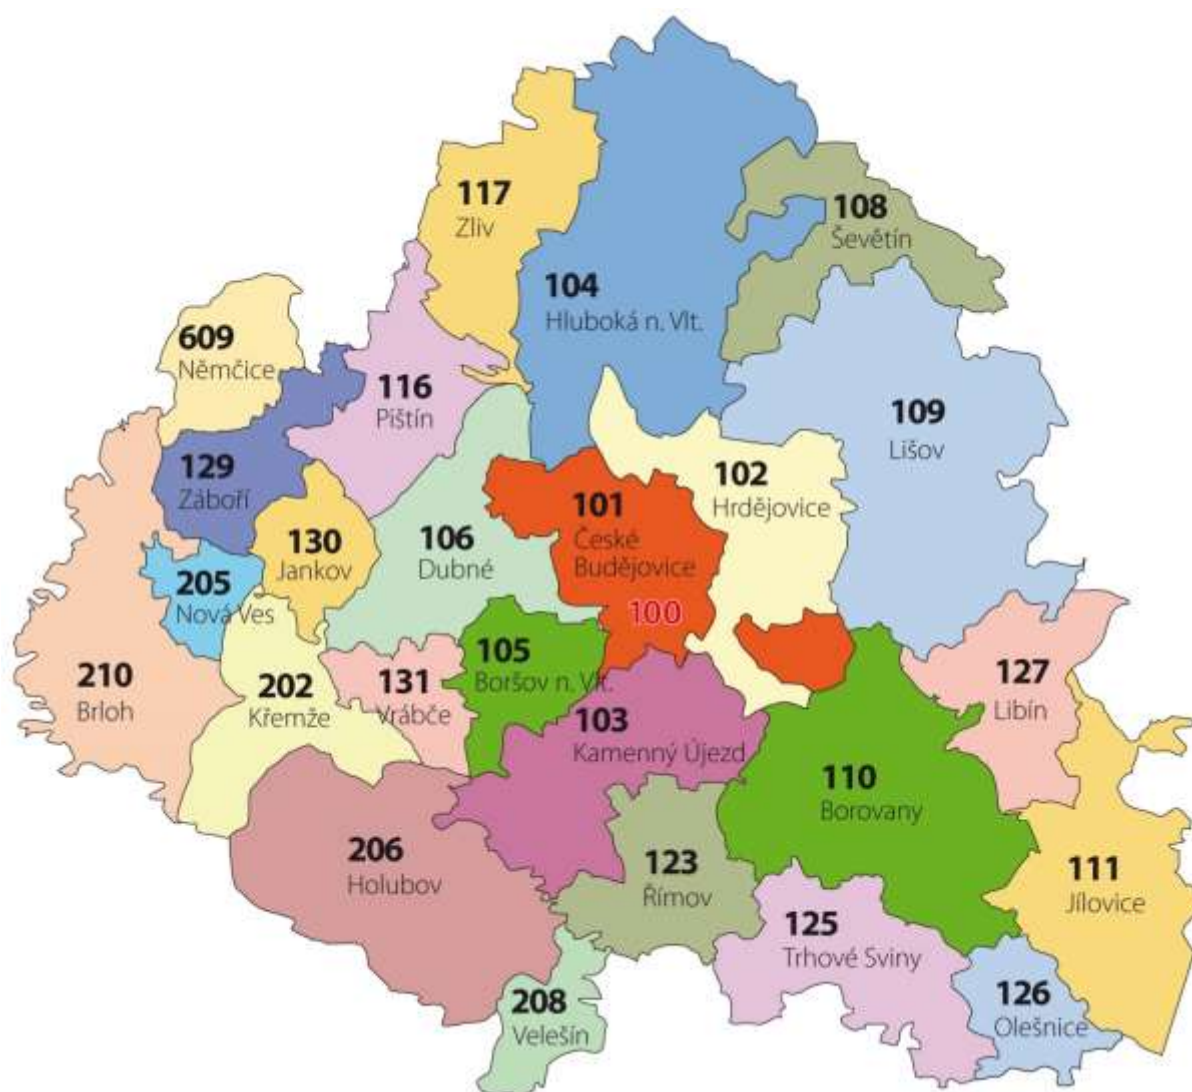 117
Zliv
108
Ševětín
104
Hluboká n. Vlt.
609
Němčice
116
Pištín
109
Lišov
129
Záboří
102
Hrdějovice
101
České
Budějovice
100
130
Jankov
106
Dubné
205
Nová Ves
105
Boršov n. Vlt.
127
Libín
210
Brloh
202
Křemže
131
Vrábče
103
Kamenný Újezd
110
Borovany
206
Holubov
123
Římov
111
Jílovice
125
Trhové Sviny
208
Velešín
126
Olešnice